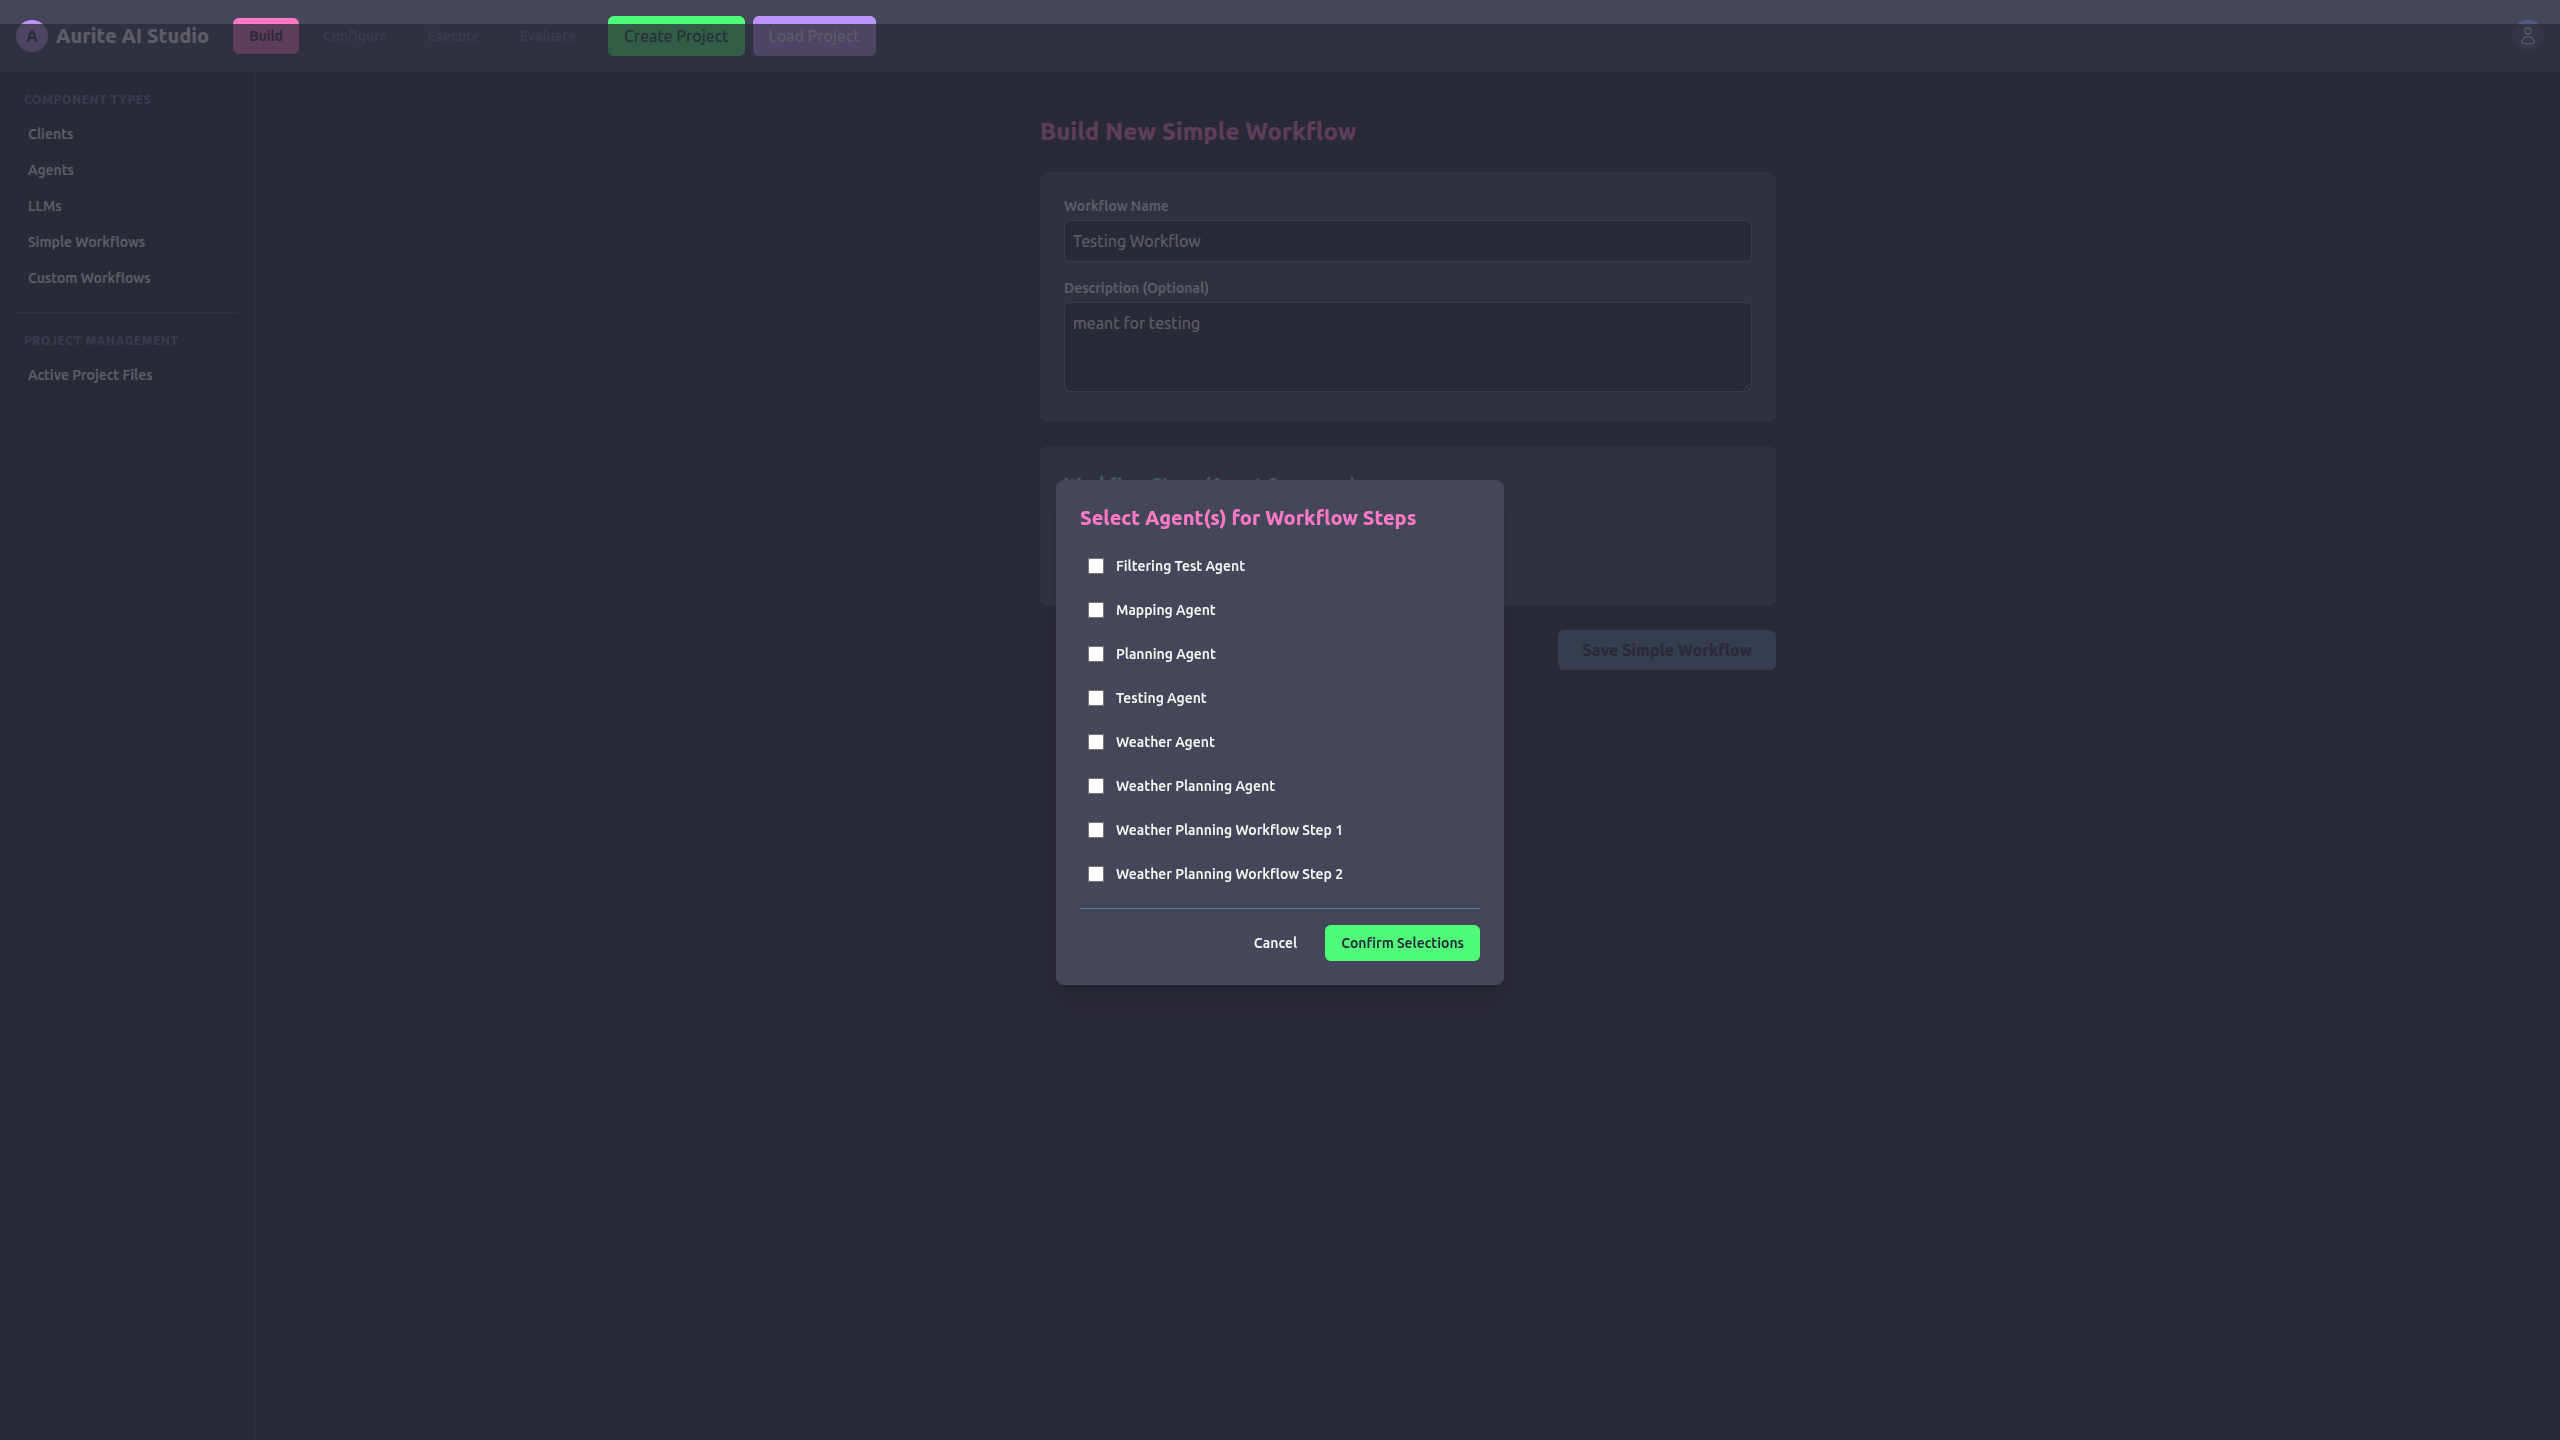 A Aurite AI Studio Build Configure Execute Evaluate Create Project Load Project
COMPONENT TYPES
Clients
Agents
LLMs
Simple Workflows
Custom Workflows
PROJECT MANAGEMENT
Active Project Files
Build New Simple Workflow
Workflow Name
Testing Workflow
Description (Optional)
meant for testing
Select Agent(s) for Workflow Steps
Filtering Test Agent
Mapping Agent
Planning Agent
Testing Agent
Weather Agent
Weather Planning Agent
Weather Planning Workflow Step 1
Weather Planning Workflow Step 2
Cancel Confirm Selections
Save Simple Workflow